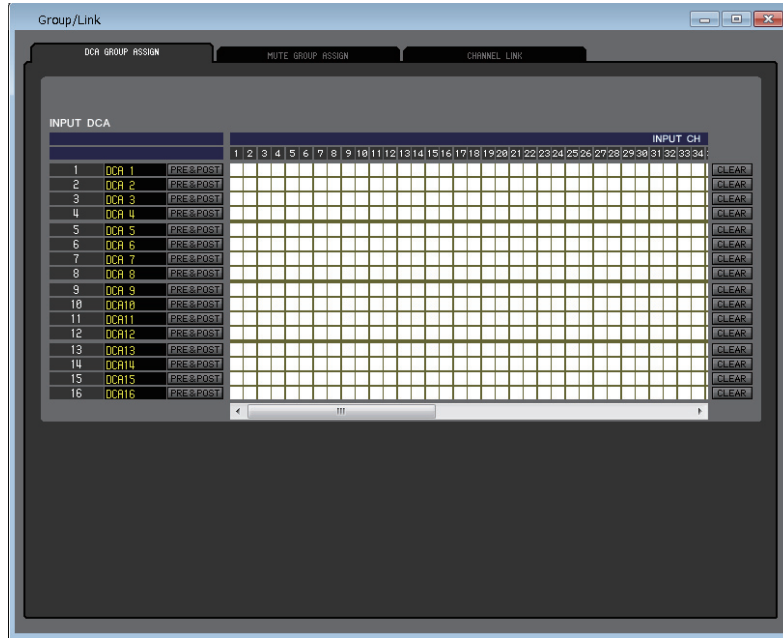 Group/Link
DCA GROUP ASSIGN MUTE GROUP ASSIGN CHANNEL LINK
INPUT DCA
INPUT CH
1 2 3 4 5 6 7 8 9 10 11 12 13 14 15 16 17 18 19 20 21 22 23 24 25 26 27 28 29 30 31 32 33 34
1 DCA 1 PRE&POST CLEAR
2 DCA 2 PRE&POST CLEAR
3 DCA 3 PRE&POST CLEAR
4 DCA 4 PRE&POST CLEAR
5 DCA 5 PRE&POST CLEAR
6 DCA 6 PRE&POST CLEAR
7 DCA 7 PRE&POST CLEAR
8 DCA 8 PRE&POST CLEAR
9 DCA 9 PRE&POST CLEAR
10 DCA10 PRE&POST CLEAR
11 DCA11 PRE&POST CLEAR
12 DCA12 PRE&POST CLEAR
13 DCA13 PRE&POST CLEAR
14 DCA14 PRE&POST CLEAR
15 DCA15 PRE&POST CLEAR
16 DCA16 PRE&POST CLEAR